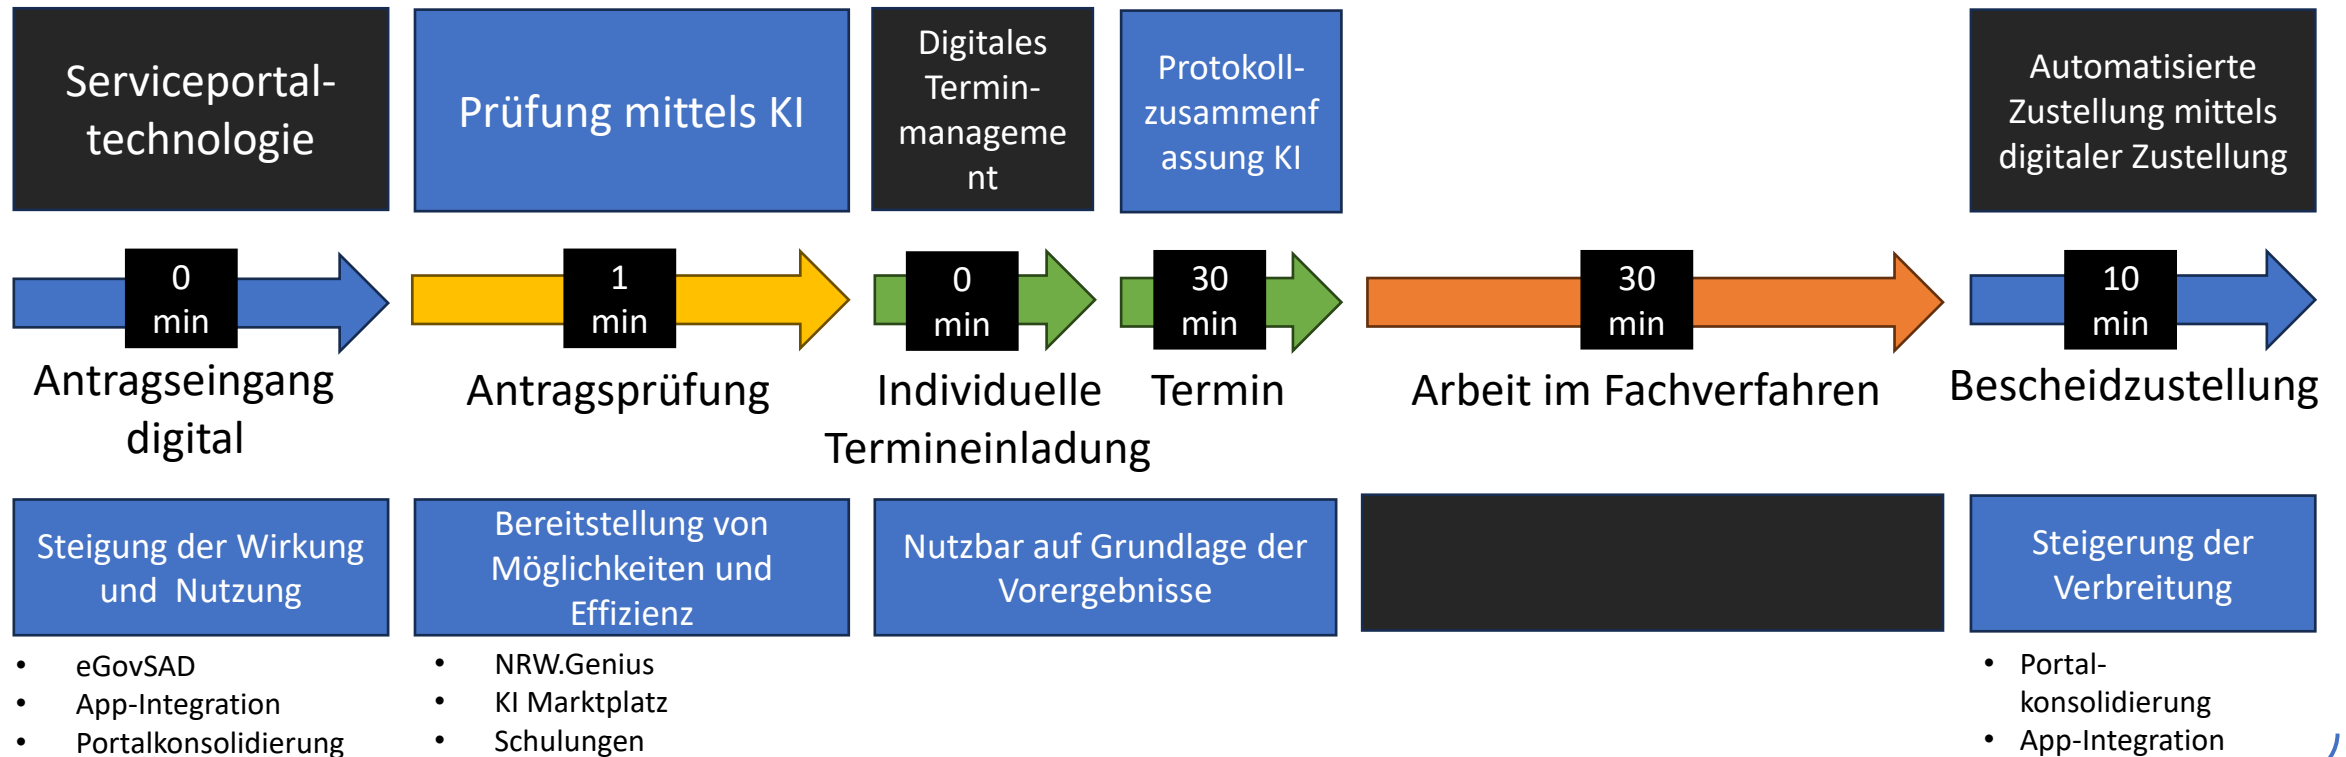 Serviceportal-
technologie
Prüfung mittels KI
Digitales
Termin-
manageme
nt
Protokoll-
zusammenf
assung KI
Automatisierte
Zustellung mittels
digitaler Zustellung
0
min
1
min
0
min
30
min
30
min
10
min
Antragseingang
digital
Antragsprüfung
Individuelle
Termineinladung
Termin
Arbeit im Fachverfahren
Bescheidzustellung
Steigung der Wirkung
und Nutzung
Bereitstellung von
Möglichkeiten und
Effizienz
Nutzbar auf Grundlage der
Vorergebnisse
Steigerung der
Verbreitung
• eGovSAD
• App-Integration
• Portalkonsolidierung
• NRW.Genius
• KI Marktplatz
• Schulungen
• Portal-
konsolidierung
• App-Integration